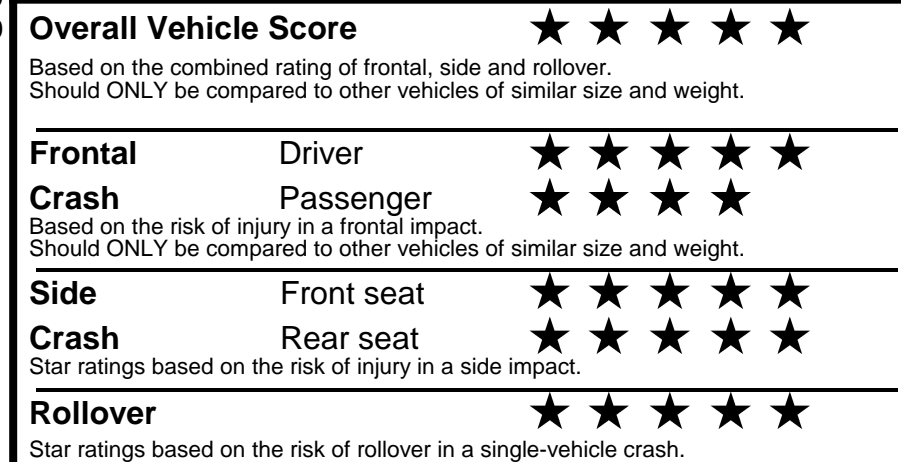 Overall Vehicle Score ★ ★ ★ ★ ★
Based on the combined rating of frontal, side and rollover.
Should ONLY be compared to other vehicles of similar size and weight.
Frontal Driver ★ ★ ★ ★ ★
Crash Passenger ★ ★ ★ ★
Based on the risk of injury in a frontal impact.
Should ONLY be compared to other vehicles of similar size and weight.
Side Front seat ★ ★ ★ ★ ★
Crash Rear seat ★ ★ ★ ★ ★
Star ratings based on the risk of injury in a side impact.
Rollover ★ ★ ★ ★ ★
Star ratings based on the risk of rollover in a single-vehicle crash.